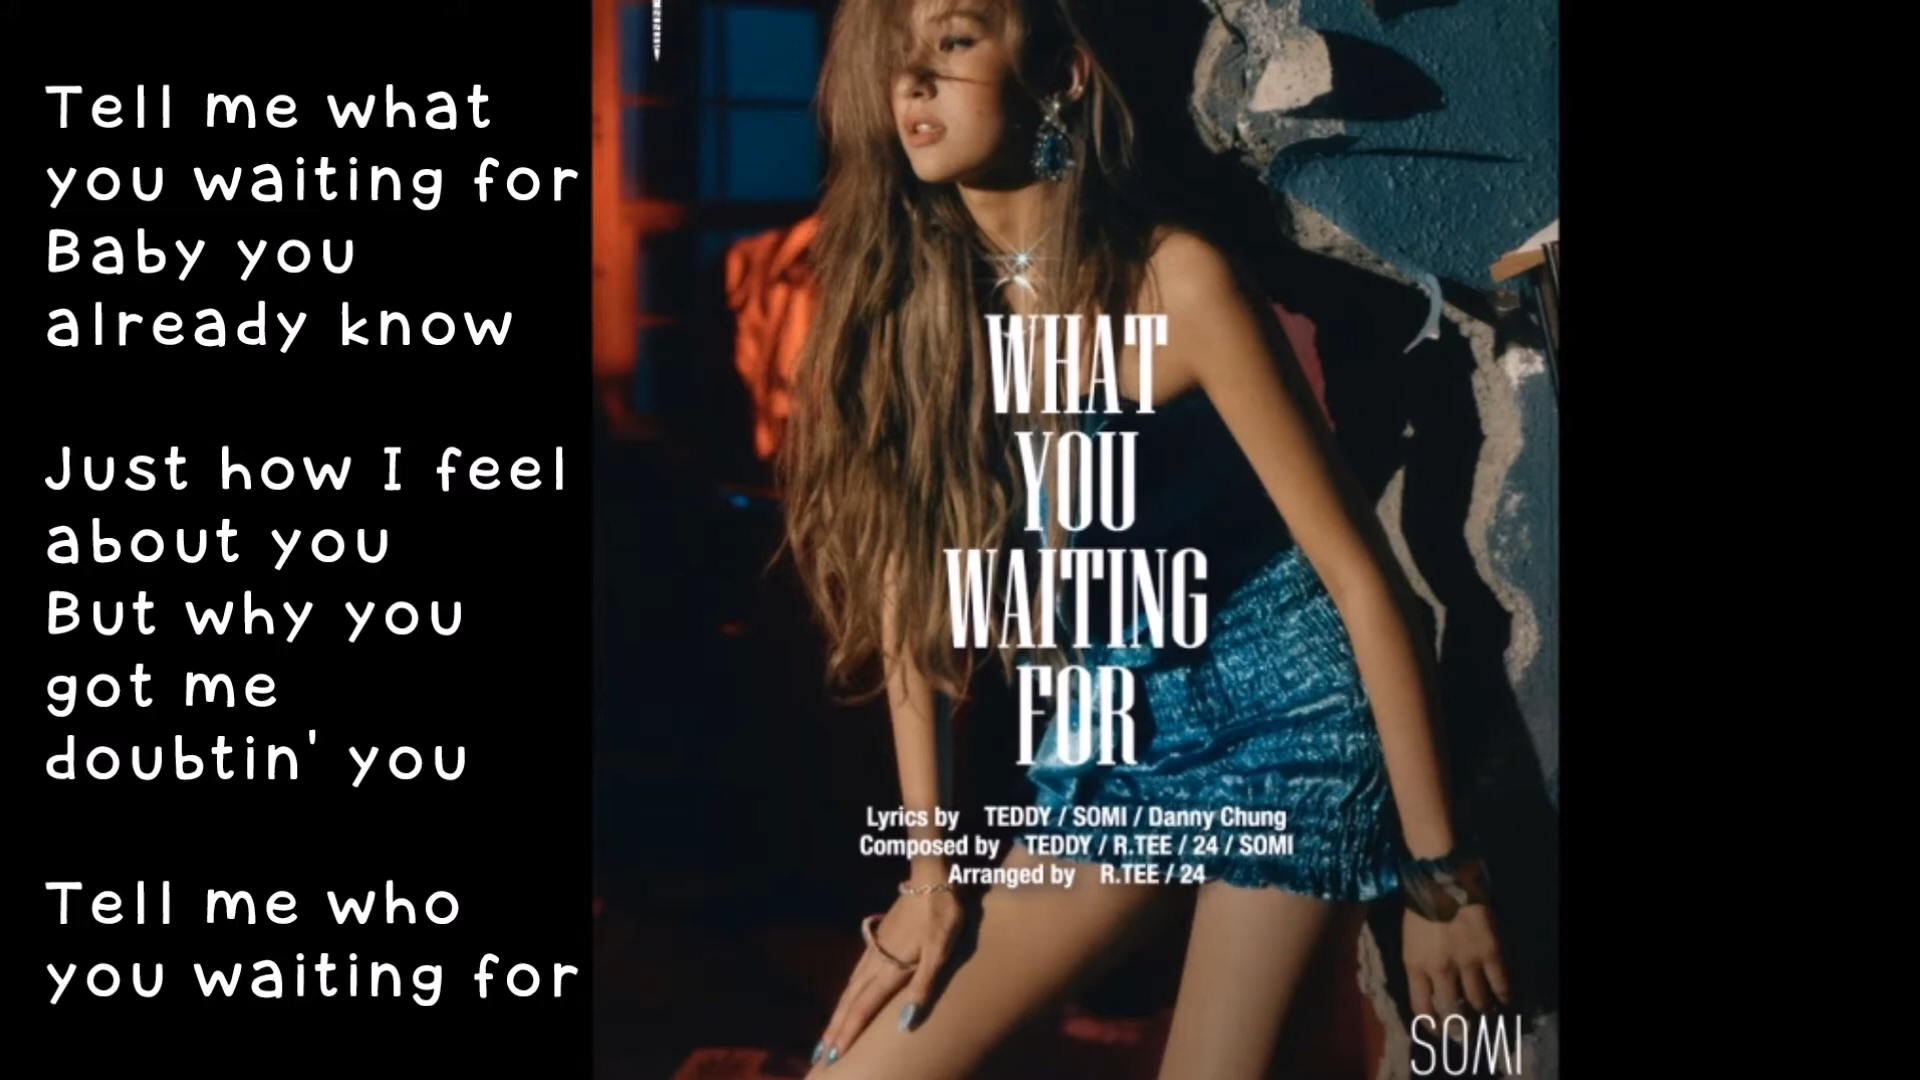 Tell me what
you waiting for
Baby you
already know
Just how I feel
about you
But why you
got me
doubtin' you
Tell me who
you waiting for
WHAT
YOU
WAITING
FOR
Lyrics by TEDDY / SOMI / Danny Chung
Composed by TEDDY / R.TEE / 24 / SOMI
Arranged by R.TEE / 24
SOMI